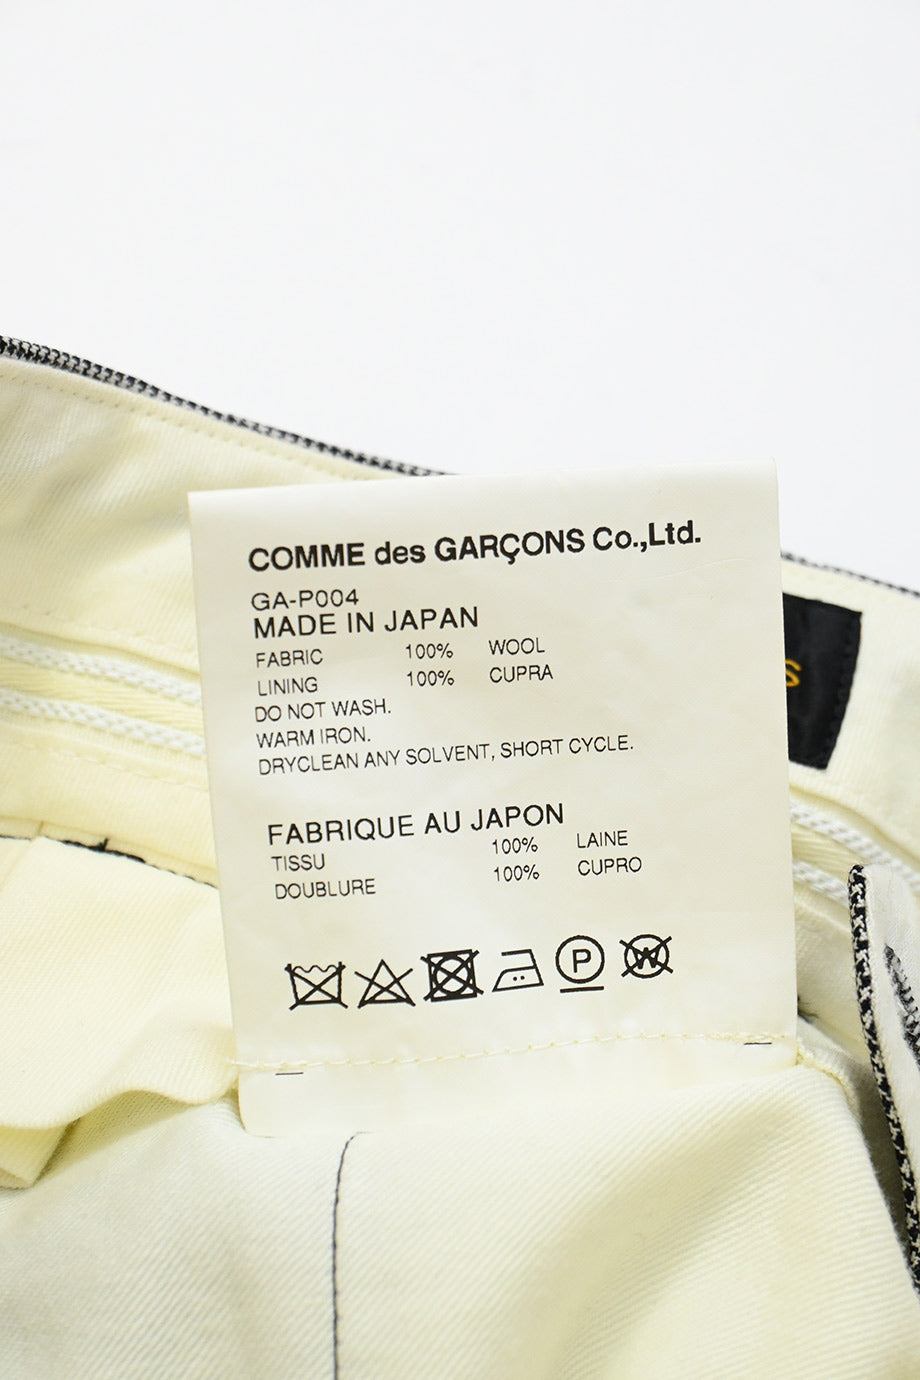 COMME des GARÇONS Co.,Ltd.
GA-P004
MADE IN JAPAN
FABRIC 100% WOOL
LINING 100% CUPRA
DO NOT WASH.
WARM IRON.
DRYCLEAN ANY SOLVENT, SHORT CYCLE.
FABRIQUE AU JAPON
TISSU 100% LAINE
DOUBLURE 100% CUPRO
P W
S